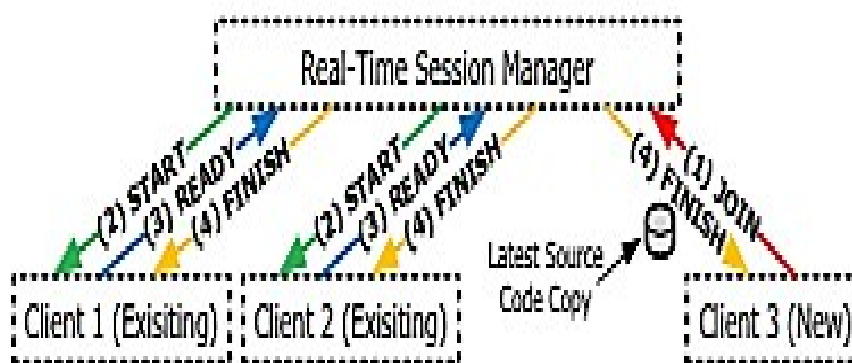 Real-Time Session Manager
(2) START
(3) READY
(4) FINISH
(2) START
(3) READY
(4) FINISH
(4) FINISH
(1) JOIN
Latest Source
Code Copy
Client 1 (Exisiting)
Client 2 (Exisiting)
Client 3 (New)